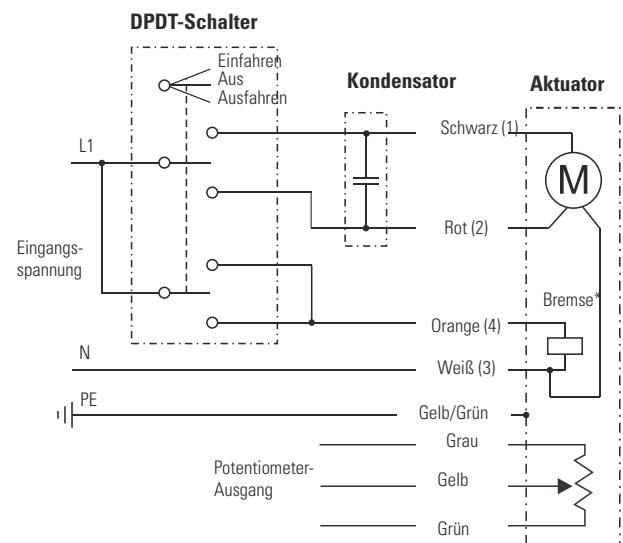 DPDT-Schalter
Einfahren
Aus
Ausfahren
Kondensator
Aktuator
L1
Schwarz (1)
M
Rot (2)
Eingangs-
spannung
Bremse*
Orange (4)
N
Weiß (3)
PE
Gelb/Grün
Grau
Potentiometer-
Ausgang
Gelb
Grün